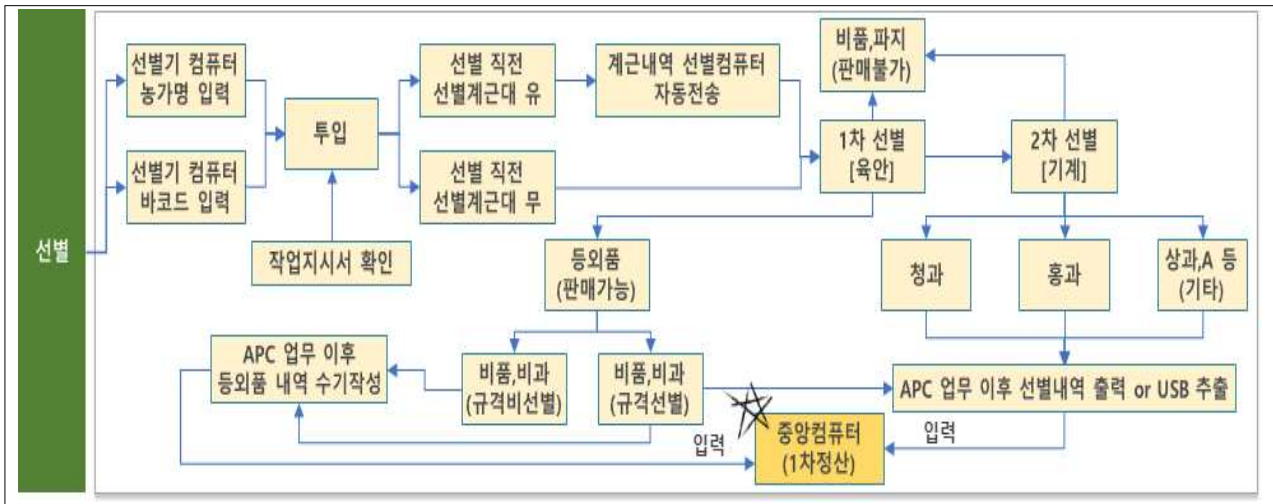 선별
선별기 컴퓨터
농가명 입력
선별기 컴퓨터
바코드 입력
투입
작업지시서 확인
선별 직전
선별계근대 유
선별 직전
선별계근대 무
계근내역 선별컴퓨터
자동전송
비품,파지
(판매불가)
1차 선별
[육안]
2차 선별
[기계]
등외품
(판매가능)
청과
홍과
상과,A 등
(기타)
APC 업무 이후
등외품 내역 수기작성
비품,비과
(규격비선별)
비품,비과
(규격선별)
APC 업무 이후 선별내역 출력 or USB 추출
입력
중앙컴퓨터
(1차정산)
입력